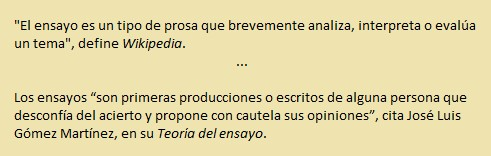 "El ensayo es un tipo de prosa que brevemente analiza, interpreta o evalúa
un tema", define Wikipedia.
...
Los ensayos “son primeras producciones o escritos de alguna persona que
desconfía del acierto y propone con cautela sus opiniones”, cita José Luis
Gómez Martínez, en su Teoría del ensayo.